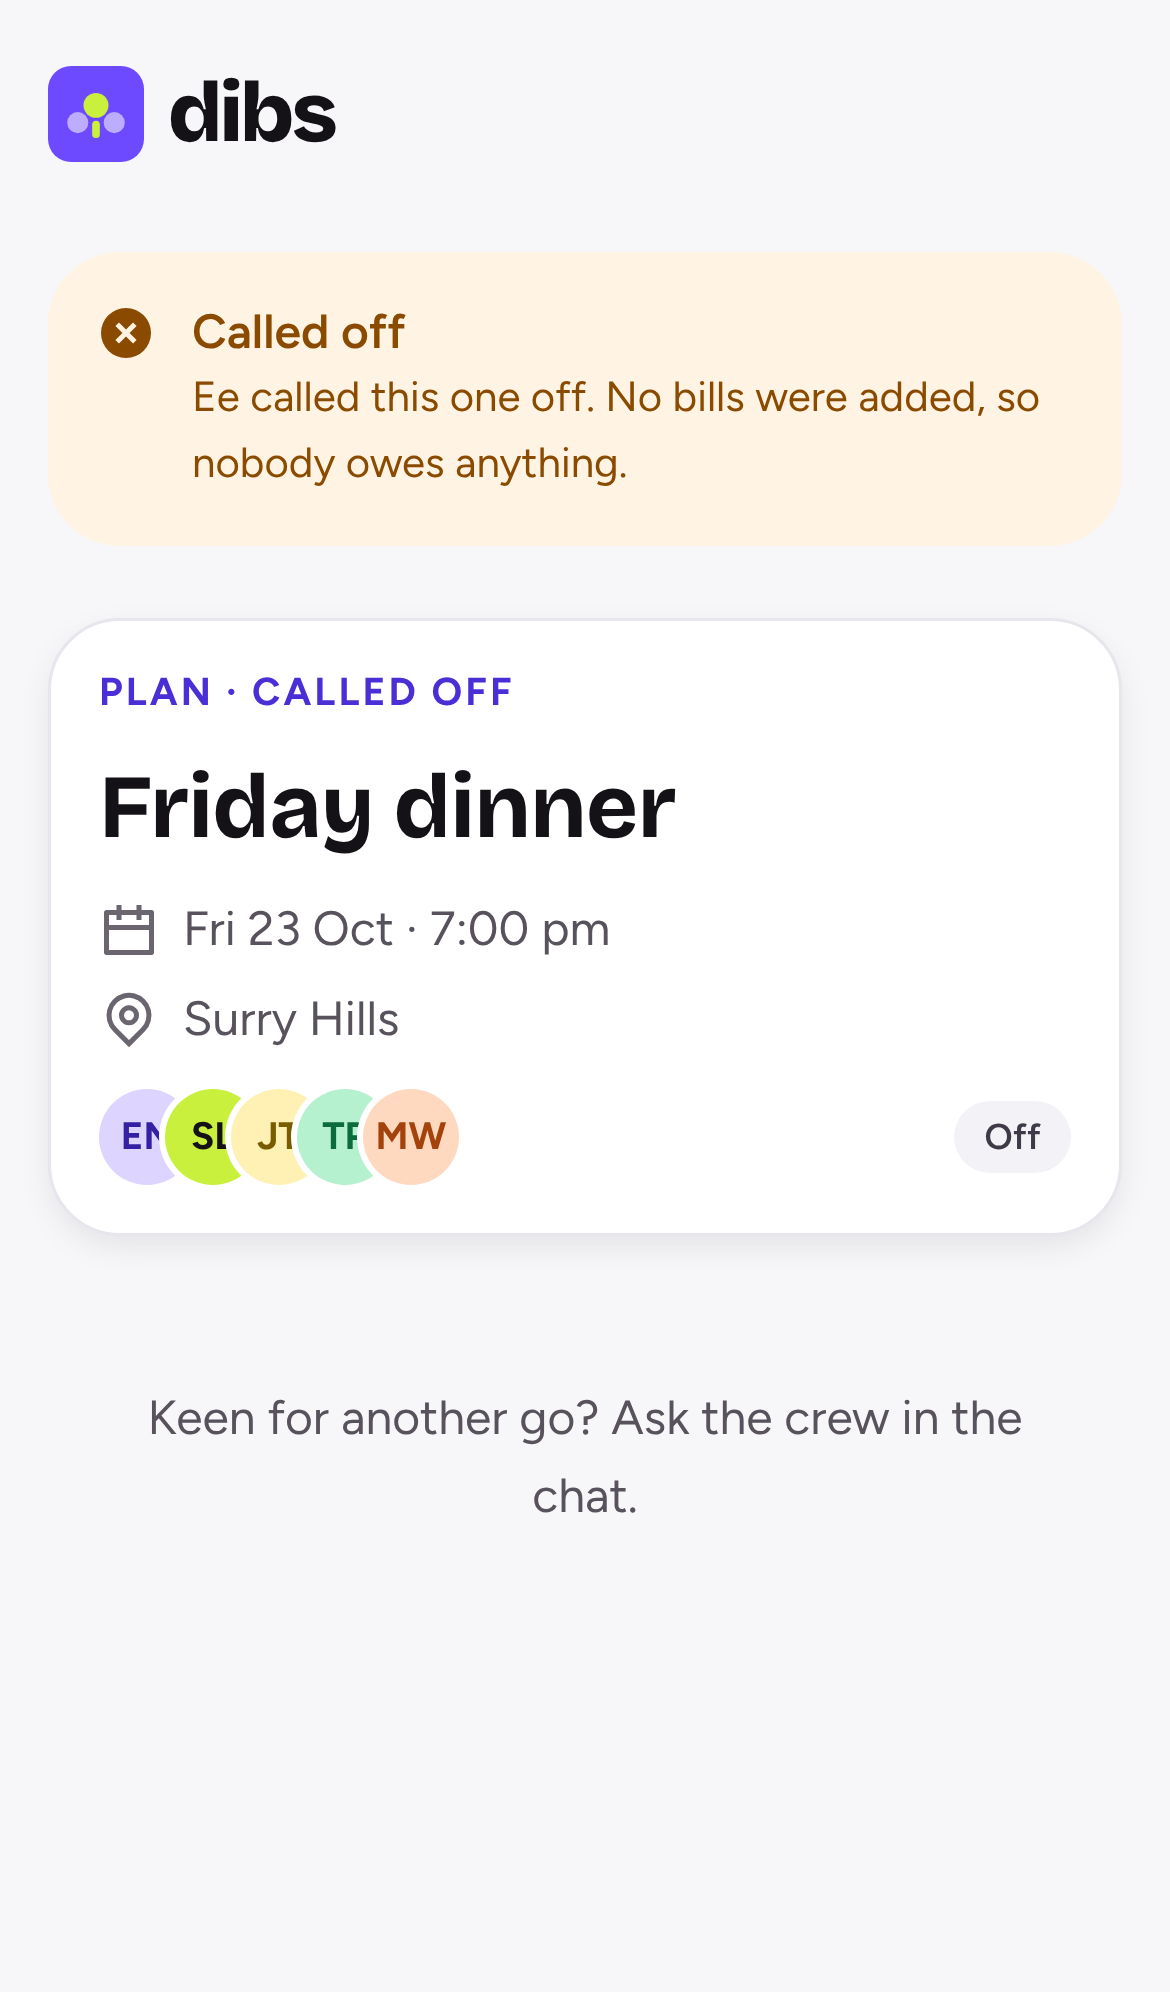 dibs
Called off
Ee called this one off. No bills were added, so
nobody owes anything.
PLAN · CALLED OFF
Friday dinner
Fri 23 Oct · 7:00 pm
Surry Hills
MW
Off
Keen for another go? Ask the crew in the
chat.